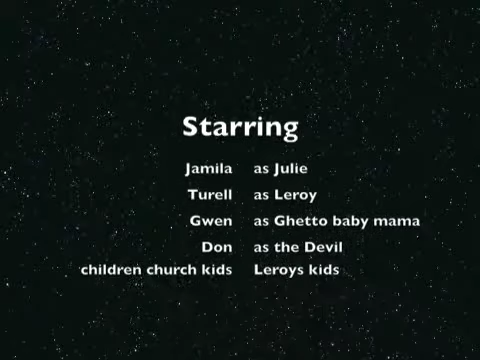 Starring
Jamila as Julie
Turell as Leroy
Gwen as Ghetto baby mama
Don as the Devil
children church kids Leroys kids